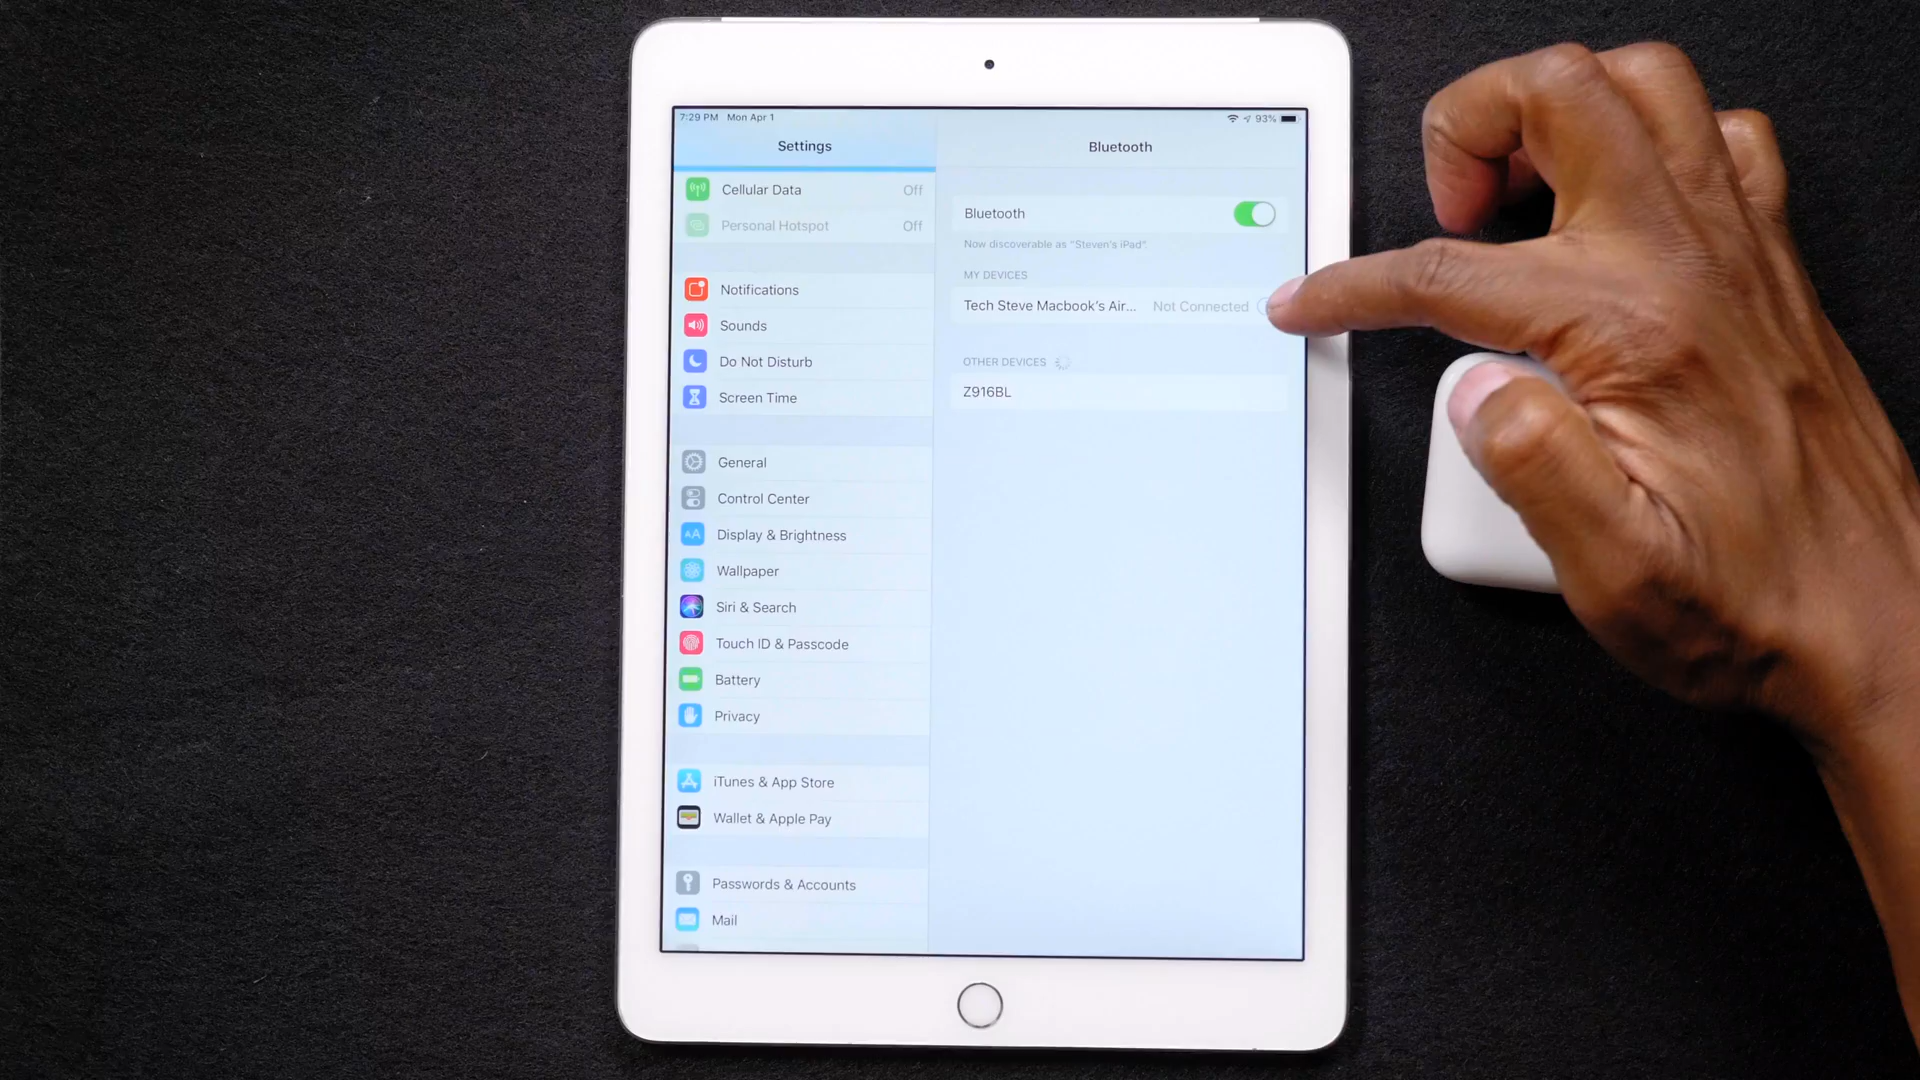 7:29 PM Mon Apr 1
93%
Settings
Cellular Data Off
Personal Hotspot Off
Notifications
Sounds
Do Not Disturb
Screen Time
General
Control Center
AA Display & Brightness
Wallpaper
Siri & Search
Touch ID & Passcode
Battery
Privacy
iTunes & App Store
Wallet & Apple Pay
Passwords & Accounts
Mail
Bluetooth
Bluetooth
Now discoverable as "Steven's iPad"
MY DEVICES
Tech Steve Macbook's Air... Not Connected
OTHER DEVICES
Z916BL